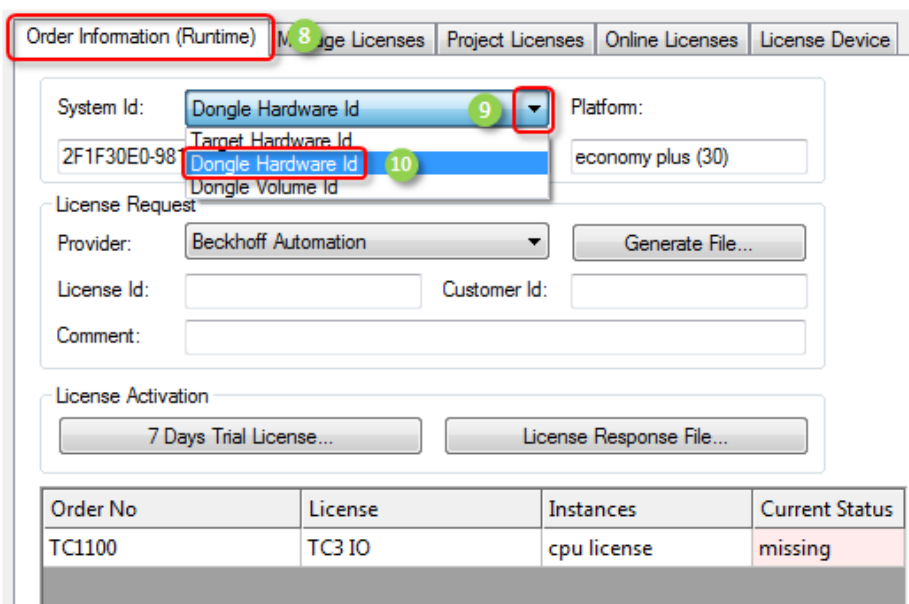 Order Information (Runtime) 8 Manage Licenses Project Licenses Online Licenses License Device
System Id: Dongle Hardware Id 9 Platform:
Target Hardware Id
2F1F30E0-981 Dongle Hardware Id 10 economy plus (30)
Dongle Volume Id
License Request
Provider: Beckhoff Automation Generate File...
License Id: Customer Id:
Comment:
License Activation
7 Days Trial License... License Response File...
Order No License Instances Current Status
TC1100 TC3 IO cpu license missing